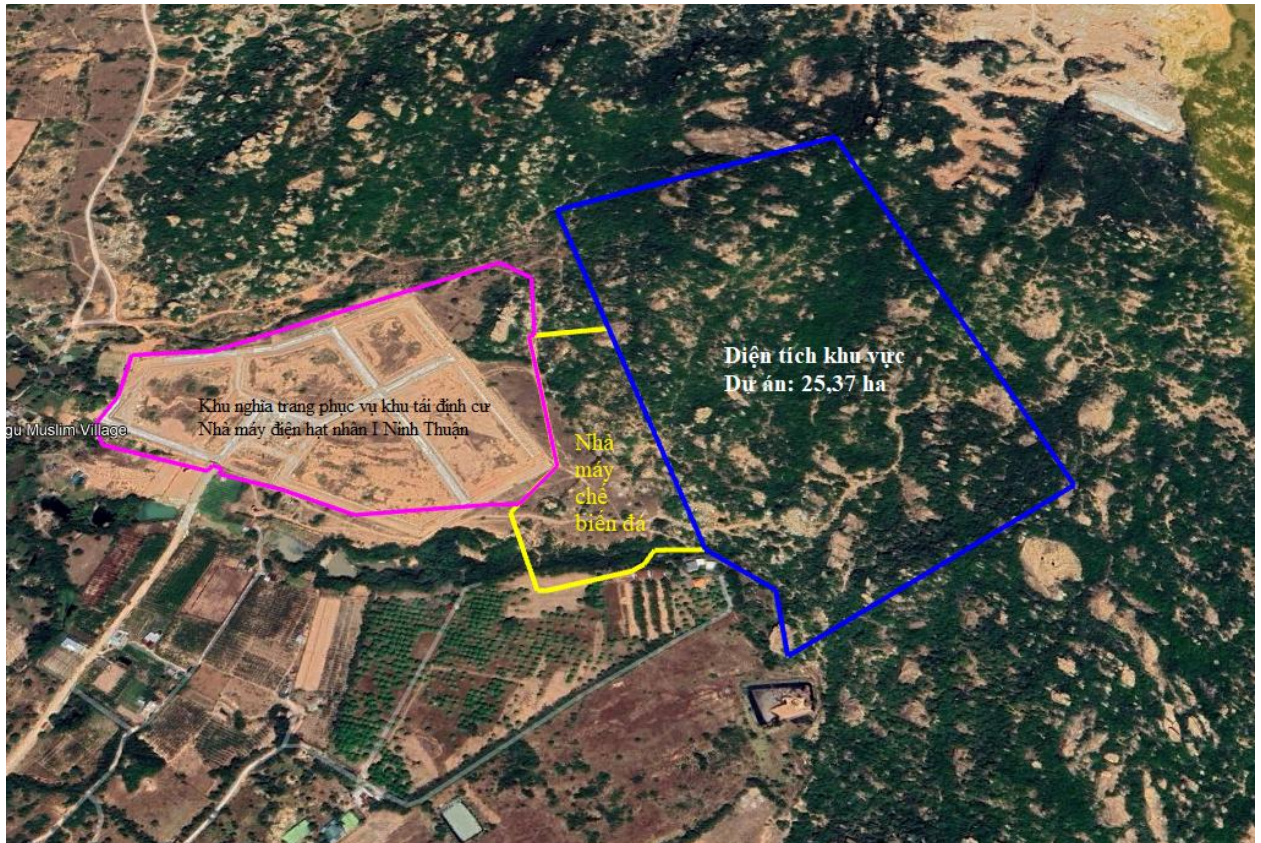 Diện tích khu vực
Dự án: 25,37 ha
Khu nghĩa trang phục vụ khu tái định cư
Nhà máy điện hạt nhân I Ninh Thuận
gu Muslim Village
Nhà
máy
chế
biến đá